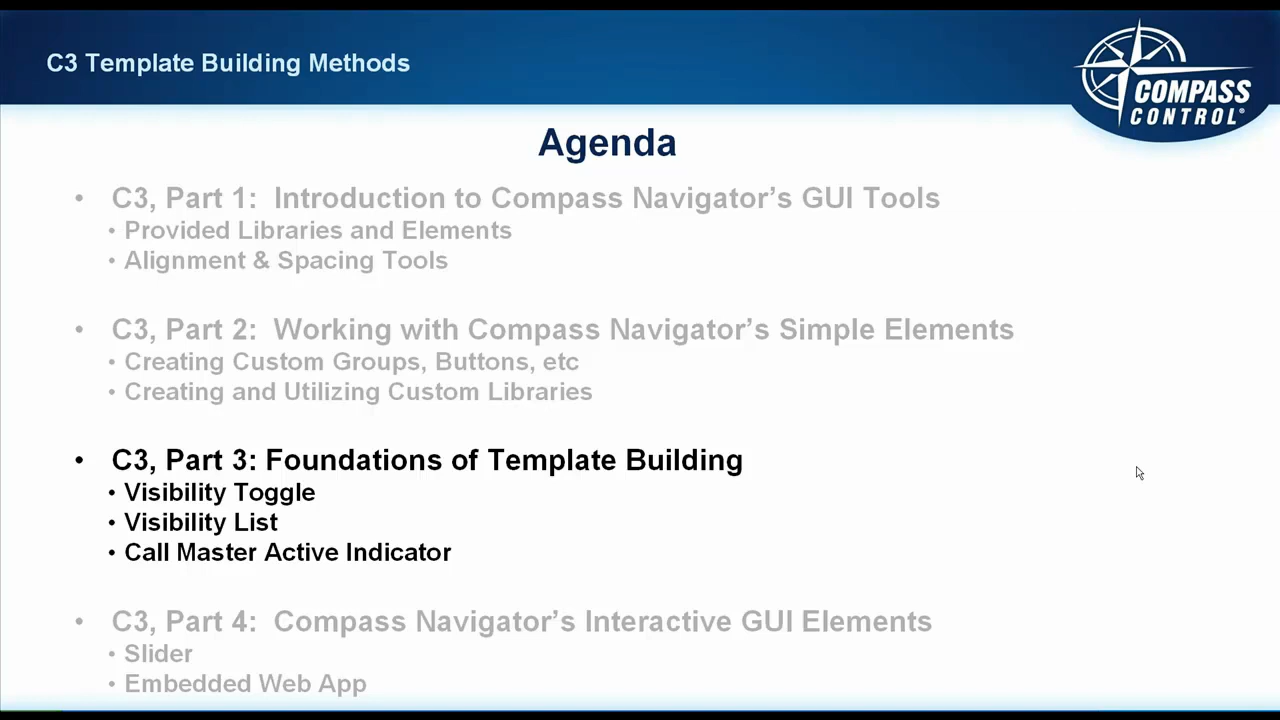 C3 Template Building Methods
COMPASS
CONTROL®
Agenda
• C3, Part 1: Introduction to Compass Navigator's GUI Tools
• Provided Libraries and Elements
• Alignment & Spacing Tools
• C3, Part 2: Working with Compass Navigator's Simple Elements
• Creating Custom Groups, Buttons, etc
• Creating and Utilizing Custom Libraries
• C3, Part 3: Foundations of Template Building
• Visibility Toggle
• Visibility List
• Call Master Active Indicator
• C3, Part 4: Compass Navigator's Interactive GUI Elements
• Slider
• Embedded Web App